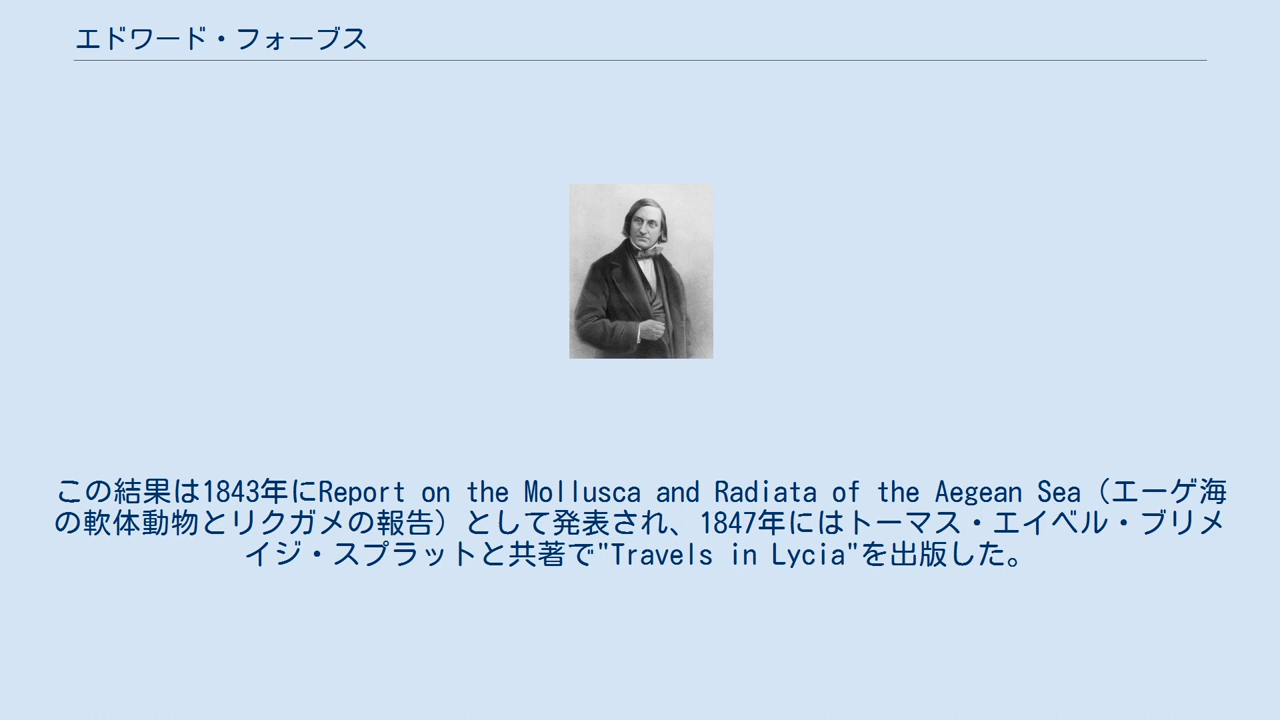 エドワード・フォーブス
この結果は1843年にReport on the Mollusca and Radiata of the Aegean Sea（エーゲ海
の軟体動物とリクガメの報告）として発表され、1847年にはトーマス・エイベル・ブリメ
イジ・スプラットと共著で"Travels in Lycia"を出版した。